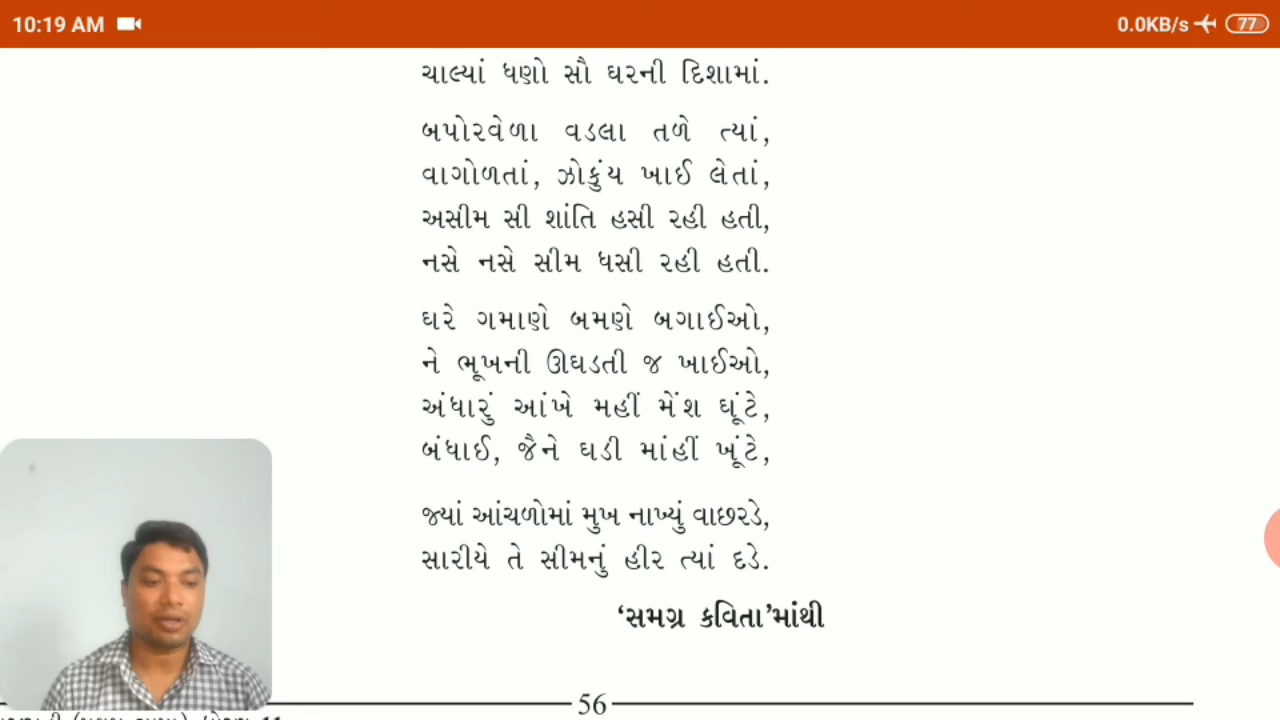 10:19 AM
0.0KB/s
77
ચાલ્યાં ધણો સૌ ઘરની દિશામાં.
બપોરવેળા વડલા તળે ત્યાં,
વાગોળતાં, ઝોકુંય ખાઈ લેતાં,
અસીમ સી શાંતિ હસી રહી હતી,
નસે નસે સીમ ધસી રહી હતી.
ઘરે ગમાણે બમણે બગાઈઓ,
ને ભૂખની ઊઘડતી જ ખાઈઓ,
અંધારું આંખે મહીં મેંશ ઘૂંટે,
બંધાઈ, જૈને ઘડી માંહીં ખૂંટે,
જ્યાં આંચળોમાં મુખ નાખ્યું વાછરડે,
સારીયે તે સીમનું હીર ત્યાં દડે.
‘સમગ્ર કવિતા’માંથી
56